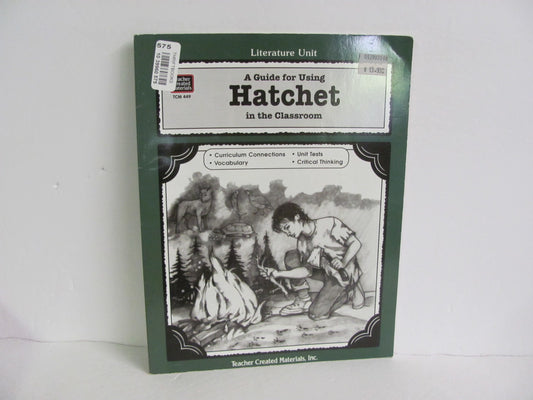 Literature Unit
575
Teacher
Created
Materials
TCM 449
A Guide for Using
Hatchet
in the Classroom
• Curriculum Connections
• Unit Tests
• Vocabulary
• Critical Thinking
Teacher Created Materials, Inc.